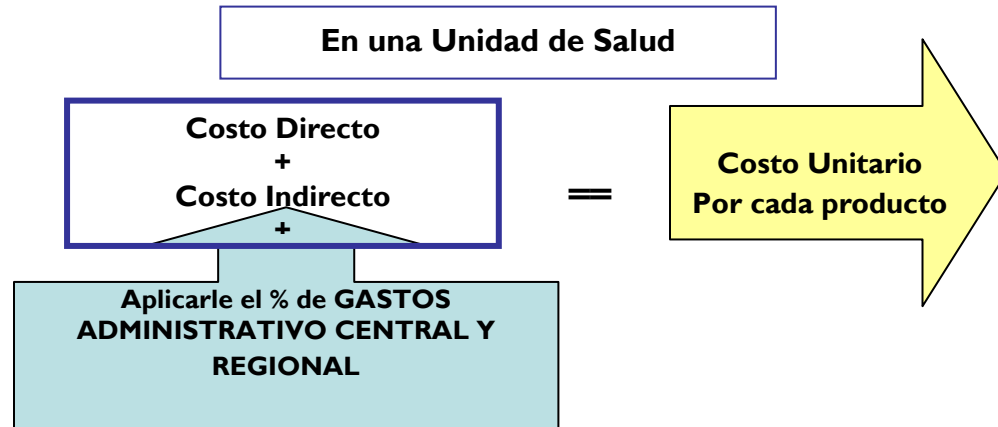 En una Unidad de Salud
Costo Directo
+
Costo Indirecto
+
=
Costo Unitario
Por cada producto
Aplicarle el % de GASTOS
ADMINISTRATIVO CENTRAL Y
REGIONAL